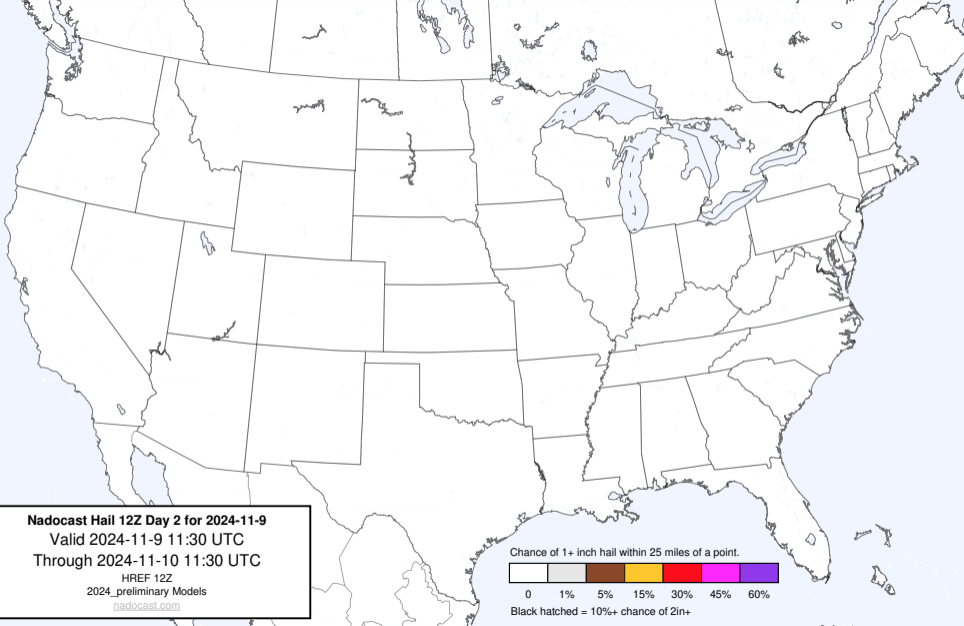 Nadocast Hail 12Z Day 2 for 2024-11-9
Valid 2024-11-9 11:30 UTC
Through 2024-11-10 11:30 UTC
HREF 12Z
2024_preliminary Models
nadocast.com
Chance of 1+ inch hail within 25 miles of a point.
0 1% 5% 15% 30% 45% 60%
Black hatched = 10%+ chance of 2in+